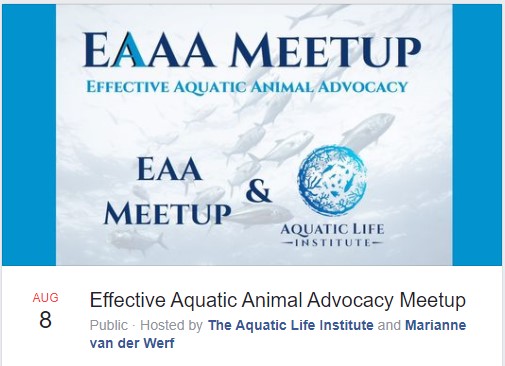 EAAA MEETUP
EFFECTIVE AQUATIC ANIMAL ADVOCACY
EAA
MEETUP
&
AQUATIC LIFE
INSTITUTE
AUG
8
Effective Aquatic Animal Advocacy Meetup
Public · Hosted by The Aquatic Life Institute and Marianne
van der Werf